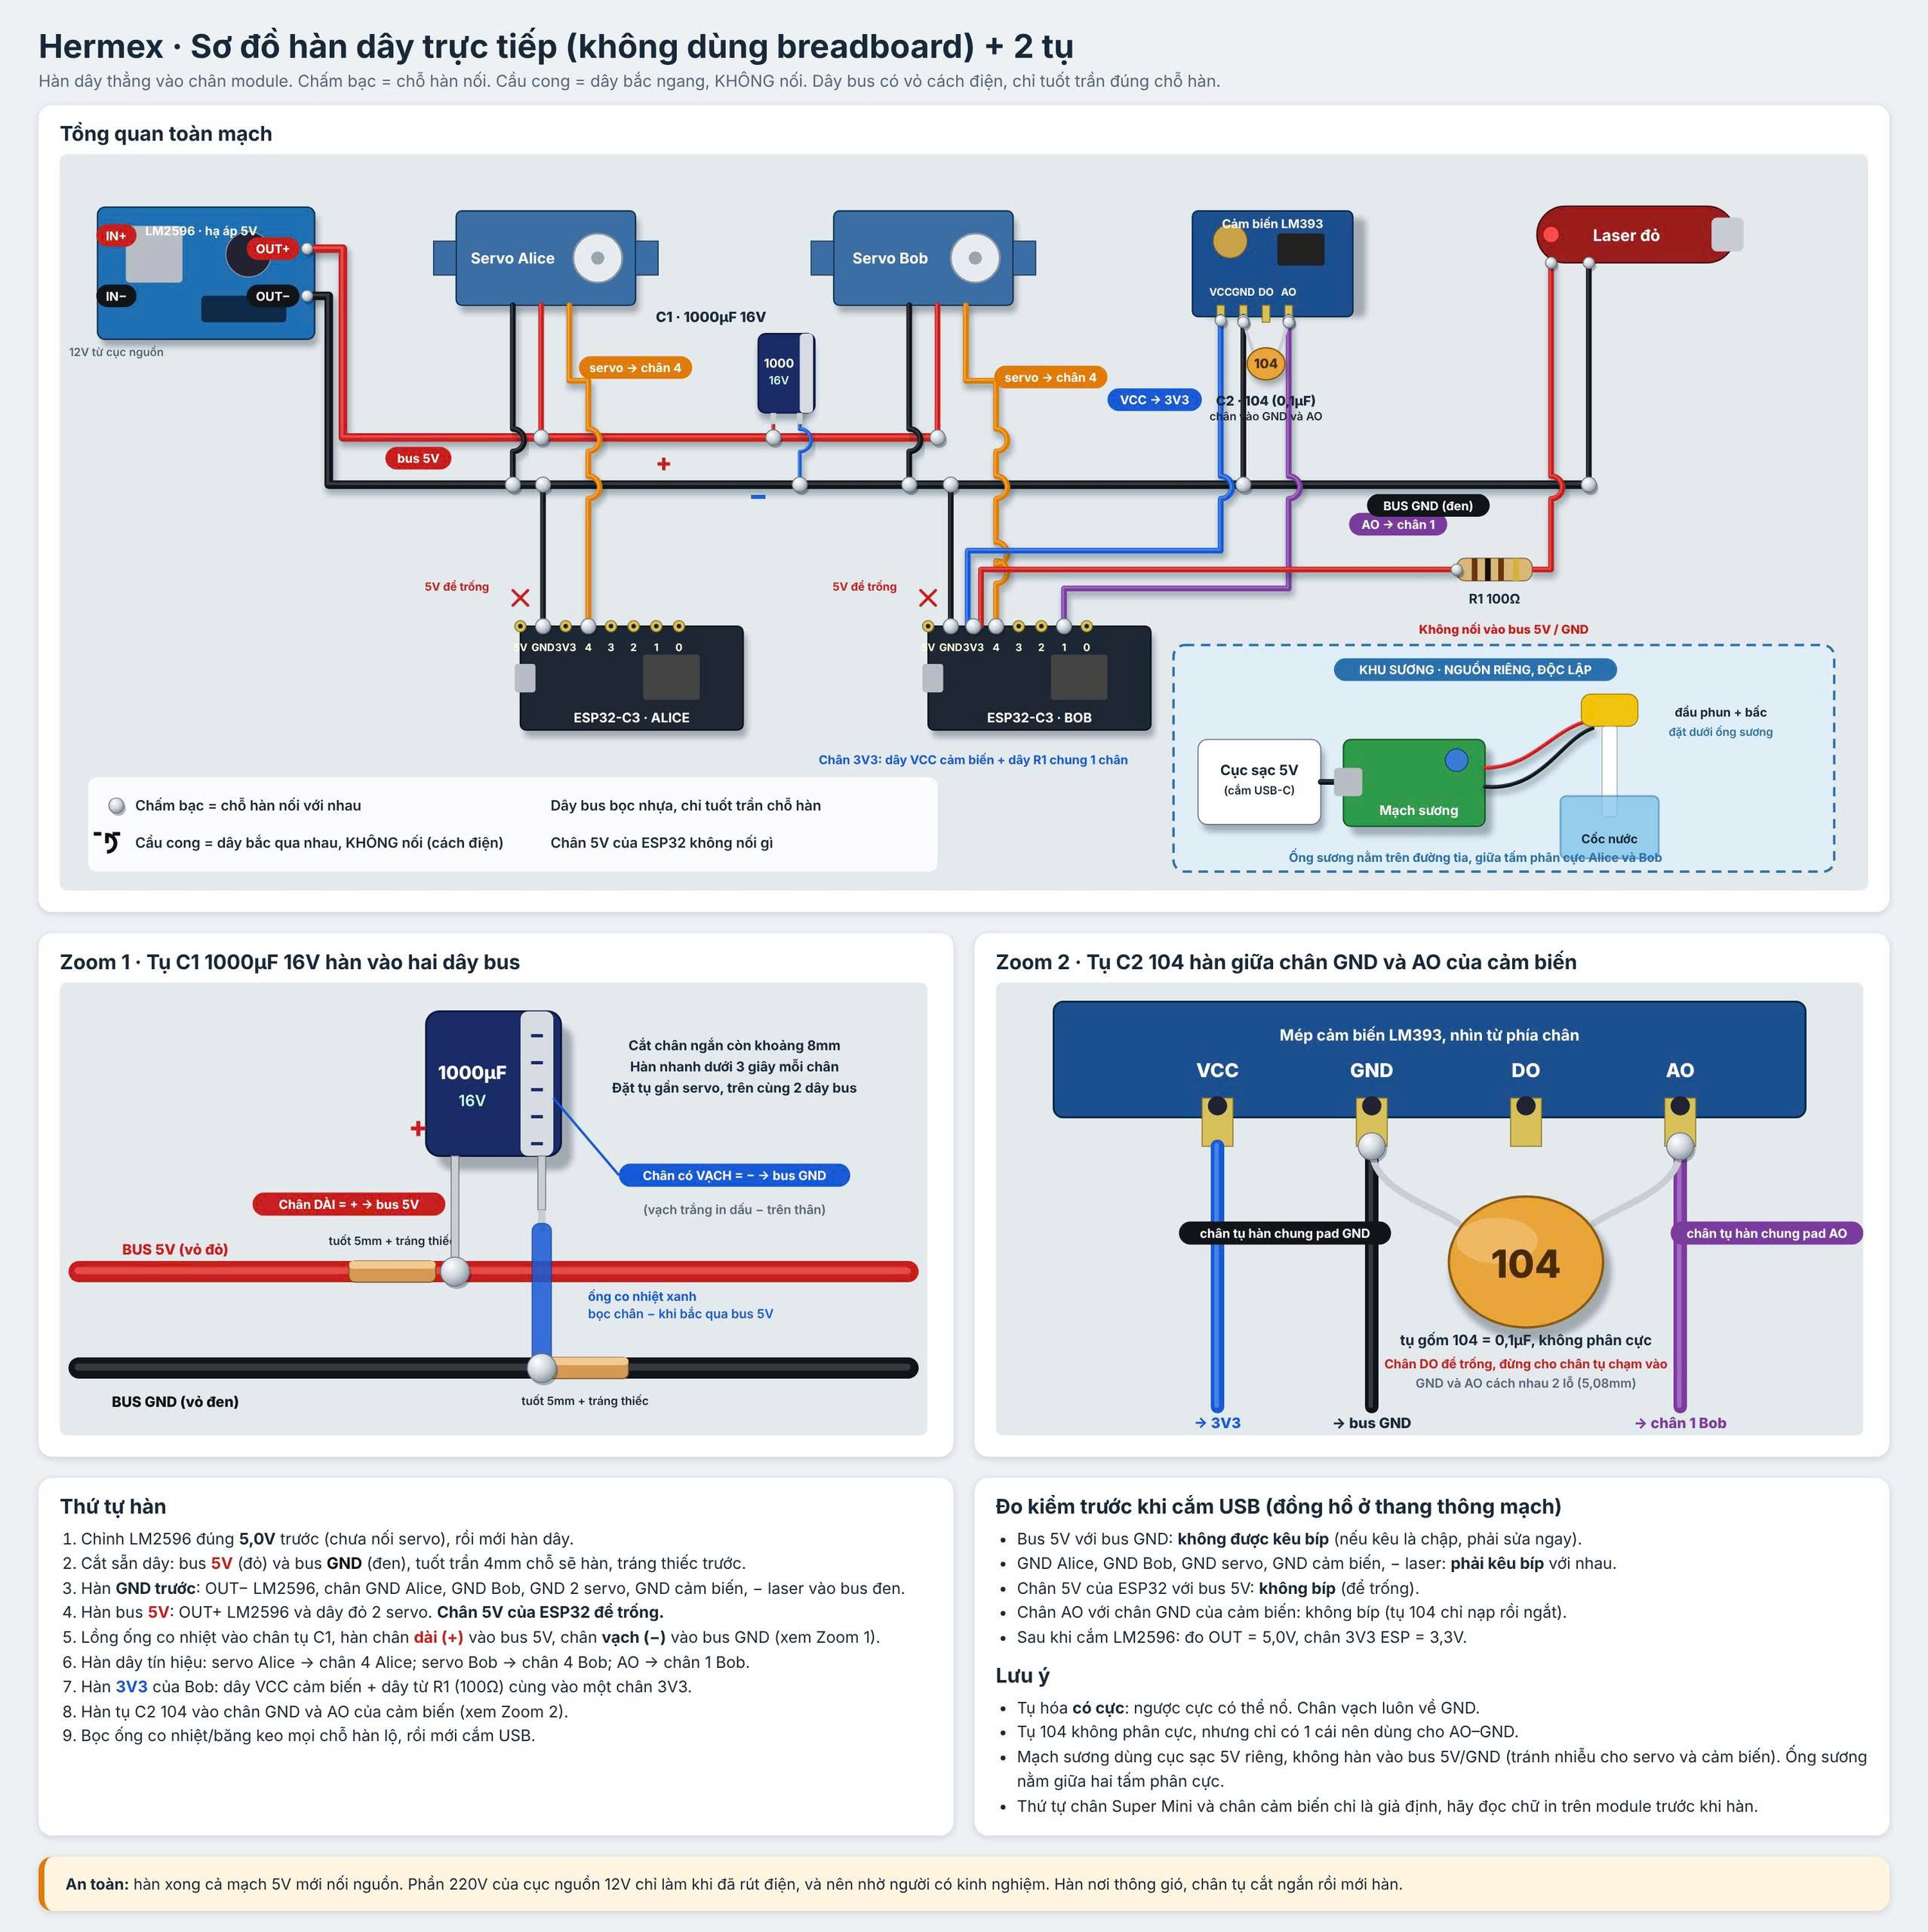 Hermex · Sơ đồ hàn dây trực tiếp (không dùng breadboard) + 2 tụ
Hàn dây thẳng vào chân module. Chấm bạc = chỗ hàn nối. Cầu cong = dây bắc ngang, KHÔNG nối. Dây bus có vỏ cách điện, chỉ tuốt trần đúng chỗ hàn.
Tổng quan toàn mạch
LM2596 · hạ áp 5V
IN+
OUT+
IN−
OUT−
12V từ cục nguồn
Servo Alice
Servo Bob
Cảm biến LM393
VCC GND DO AO
Laser đỏ
C1 · 1000µF 16V
1000
16V
servo → chân 4
servo → chân 4
VCC → 3V3
104
C2 · 104 (0,1µF)
chân vào GND và AO
bus 5V
+
−
BUS GND (đen)
AO → chân 1
R1 100Ω
5V để trống
5V để trống
5V GND 3V3 4 3 2 1 0
ESP32-C3 · ALICE
5V GND 3V3 4 3 2 1 0
ESP32-C3 · BOB
Chân 3V3: dây VCC cảm biến + dây R1 chung 1 chân
Không nối vào bus 5V / GND
KHU SƯƠNG · NGUỒN RIÊNG, ĐỘC LẬP
đầu phun + bấc
đặt dưới ống sương
Cục sạc 5V
(cắm USB-C)
Mạch sương
Cốc nước
Ống sương nằm trên đường tia, giữa tấm phân cực Alice và Bob
Chấm bạc = chỗ hàn nối với nhau
Dây bus bọc nhựa, chỉ tuốt trần chỗ hàn
Cầu cong = dây bắc qua nhau, KHÔNG nối (cách điện)
Chân 5V của ESP32 không nối gì
Zoom 1 · Tụ C1 1000µF 16V hàn vào hai dây bus
1000µF
16V
+
Cắt chân ngắn còn khoảng 8mm
Hàn nhanh dưới 3 giây mỗi chân
Đặt tụ gần servo, trên cùng 2 dây bus
Chân có VẠCH = − → bus GND
(vạch trắng in dấu − trên thân)
Chân DÀI = + → bus 5V
tuốt 5mm + tráng thiếc
BUS 5V (vỏ đỏ)
ống co nhiệt xanh
bọc chân − khi bắc qua bus 5V
BUS GND (vỏ đen)
tuốt 5mm + tráng thiếc
Zoom 2 · Tụ C2 104 hàn giữa chân GND và AO của cảm biến
Mép cảm biến LM393, nhìn từ phía chân
VCC GND DO AO
chân tụ hàn chung pad GND
chân tụ hàn chung pad AO
104
tụ gốm 104 = 0,1µF, không phân cực
Chân DO để trống, đừng cho chân tụ chạm vào
GND và AO cách nhau 2 lỗ (5,08mm)
→ 3V3
→ bus GND
→ chân 1 Bob
Thứ tự hàn
1. Chỉnh LM2596 đúng 5,0V trước (chưa nối servo), rồi mới hàn dây.
2. Cắt sẵn dây: bus 5V (đỏ) và bus GND (đen), tuốt trần 4mm chỗ sẽ hàn, tráng thiếc trước.
3. Hàn GND trước: OUT− LM2596, chân GND Alice, GND Bob, GND 2 servo, GND cảm biến, − laser vào bus đen.
4. Hàn bus 5V: OUT+ LM2596 và dây đỏ 2 servo. Chân 5V của ESP32 để trống.
5. Lồng ống co nhiệt vào chân tụ C1, hàn chân dài (+) vào bus 5V, chân vạch (−) vào bus GND (xem Zoom 1).
6. Hàn dây tín hiệu: servo Alice → chân 4 Alice; servo Bob → chân 4 Bob; AO → chân 1 Bob.
7. Hàn 3V3 của Bob: dây VCC cảm biến + dây từ R1 (100Ω) cùng vào một chân 3V3.
8. Hàn tụ C2 104 vào chân GND và AO của cảm biến (xem Zoom 2).
9. Bọc ống co nhiệt/băng keo mọi chỗ hàn lộ, rồi mới cắm USB.
Đo kiểm trước khi cắm USB (đồng hồ ở thang thông mạch)
• Bus 5V với bus GND: không được kêu bíp (nếu kêu là chập, phải sửa ngay).
• GND Alice, GND Bob, GND servo, GND cảm biến, − laser: phải kêu bíp với nhau.
• Chân 5V của ESP32 với bus 5V: không bíp (để trống).
• Chân AO với chân GND của cảm biến: không bíp (tụ 104 chỉ nạp rồi ngắt).
• Sau khi cắm LM2596: đo OUT = 5,0V, chân 3V3 ESP = 3,3V.
Lưu ý
• Tụ hóa có cực: ngược cực có thể nổ. Chân vạch luôn về GND.
• Tụ 104 không phân cực, nhưng chỉ có 1 cái nên dùng cho AO–GND.
• Mạch sương dùng cục sạc 5V riêng, không hàn vào bus 5V/GND (tránh nhiễu cho servo và cảm biến). Ống sương
nằm giữa hai tấm phân cực.
• Thứ tự chân Super Mini và chân cảm biến chỉ là giả định, hãy đọc chữ in trên module trước khi hàn.
An toàn: hàn xong cả mạch 5V mới nối nguồn. Phần 220V của cục nguồn 12V chỉ làm khi đã rút điện, và nên nhờ người có kinh nghiệm. Hàn nơi thông gió, chân tụ cắt ngắn rồi mới hàn.